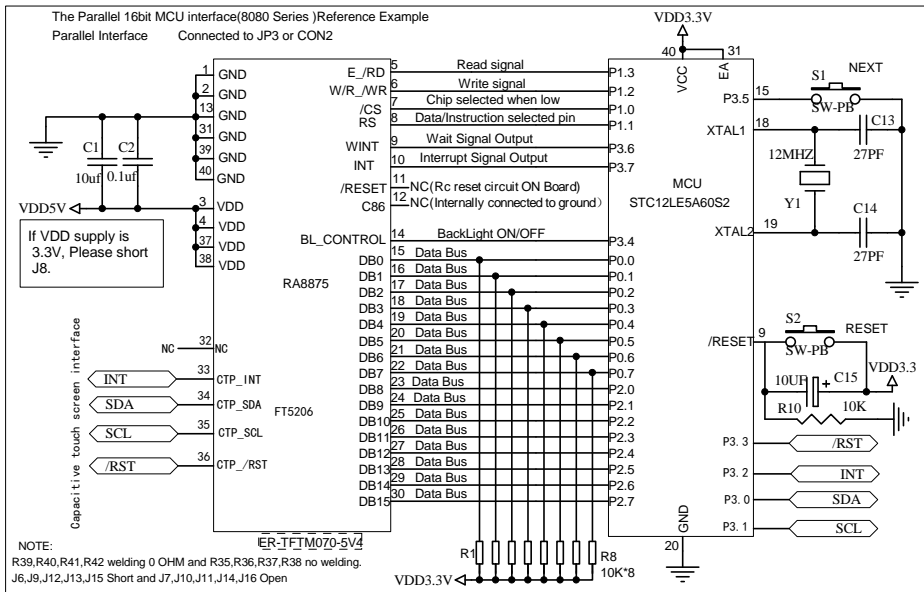 The Parallel 16bit MCU interface(8080 Series )Reference Example
Parallel Interface Connected to JP3 or CON2
VDD3.3V
40
31
VCC
EA
1
GND
2
GND
13
GND
31
GND
39
GND
40
GND
C1
10uf
C2
0.1uf
VDD5V
3
VDD
4
VDD
37
VDD
38
VDD
If VDD supply is
3.3V, Please short
J8.
E_/RD
5
Read signal
P1.3
W/R_/WR
6
Write signal
P1.2
/CS
7
Chip selected when low
P1.0
RS
8
Data/Instruction selected pin
P1.1
WINT
9
Wait Signal Output
P3.6
INT
10
Interrupt Signal Output
P3.7
/RESET
11
NC(Rc reset circuit ON Board)
C86
12
NC(Internally connected to ground)
BL_CONTROL
14
BackLight ON/OFF
P3.4
DB0
15
Data Bus
P0.0
DB1
16
Data Bus
P0.1
DB2
17
Data Bus
P0.2
DB3
18
Data Bus
P0.3
DB4
19
Data Bus
P0.4
DB5
20
Data Bus
P0.5
DB6
21
Data Bus
P0.6
DB7
22
Data Bus
P0.7
DB8
23
Data Bus
P2.0
DB9
24
Data Bus
P2.1
DB10
25
Data Bus
P2.2
DB11
26
Data Bus
P2.3
DB12
27
Data Bus
P2.4
DB13
28
Data Bus
P2.5
DB14
29
Data Bus
P2.6
DB15
30
Data Bus
P2.7
RA8875
FT5206
NC
32
NC
INT
33
CTP_INT
SDA
34
CTP_SDA
SCL
35
CTP_SCL
/RST
36
CTP_/RST
Capacitive touch screen interface
ER-TFTM070-5V4
MCU
STC12LE5A60S2
P3.5
15
S1
NEXT
SW-PB
XTAL1
18
12MHZ
Y1
C13
27PF
XTAL2
19
C14
27PF
/RESET
9
S2
RESET
SW-PB
10UF
C15
VDD3.3
R10
10K
P3. 3
/RST
P3. 2
INT
P3. 0
SDA
P3. 1
SCL
GND
20
R1
R8
10K*8
VDD3.3V
NOTE:
R39,R40,R41,R42 welding 0 OHM and R35,R36,R37,R38 no welding.
J6,J9,J12,J13,J15 Short and J7,J10,J11,J14,J16 Open